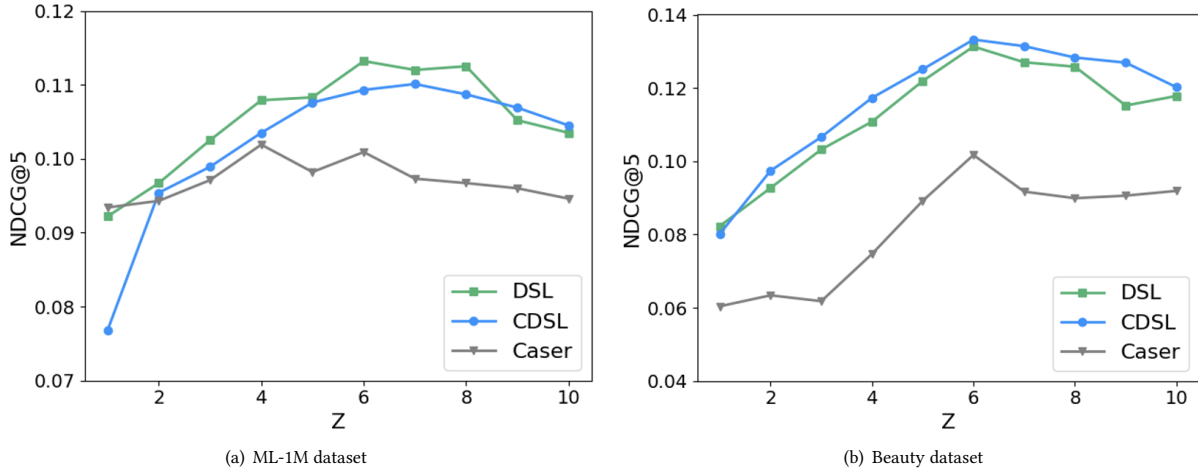 0.12
0.11
0.10
0.09
0.08
0.07
NDCG@5
2 4 6 8 10
Z
DSL
CDSL
Caser
(a) ML-1M dataset
0.14
0.12
0.10
0.08
0.06
0.04
NDCG@5
2 4 6 8 10
Z
DSL
CDSL
Caser
(b) Beauty dataset